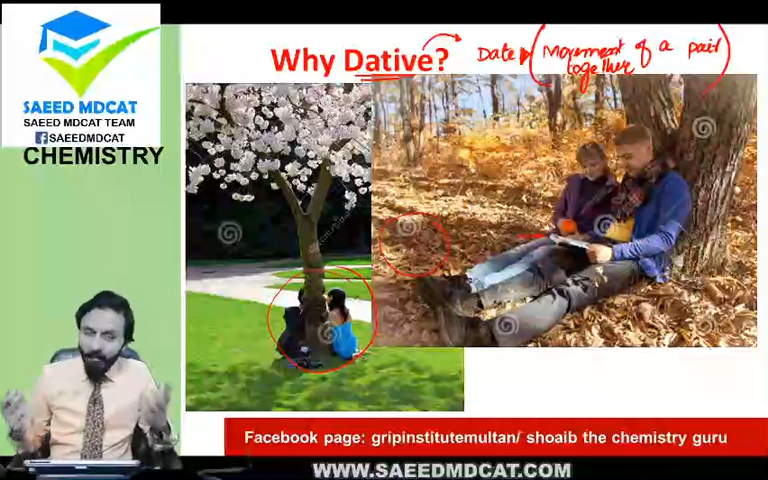 SAEED MDCAT
SAEED MDCAT TEAM
SAEEDMDCAT
CHEMISTRY
Why Dative?
Date
Movement of a pair
together
Facebook page: gripinstitutemultan/ shoaib the chemistry guru
WWW.SAEEDMDCAT.COM